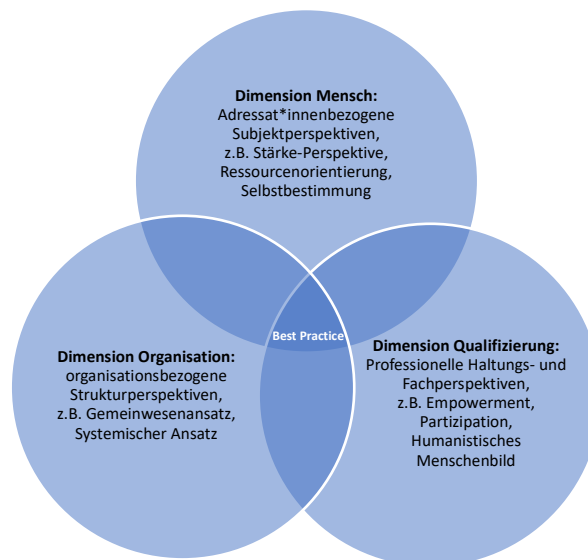 Dimension Mensch:
Adressat*innenbezogene
Subjektperspektiven,
z.B. Stärke-Perspektive,
Ressourcenorientierung,
Selbstbestimmung
Best Practice
Dimension Organisation:
organisationsbezogene
Strukturperspektiven,
z.B. Gemeinwesenansatz,
Systemischer Ansatz
Dimension Qualifizierung:
Professionelle Haltungs- und
Fachperspektiven,
z.B. Empowerment,
Partizipation,
Humanistisches
Menschenbild